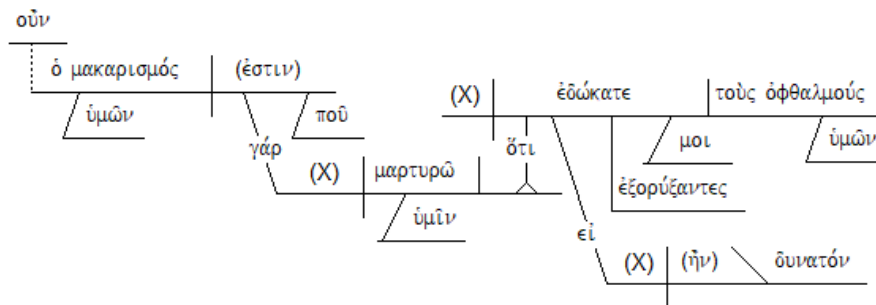 οὖν
ὁ μακαρισμός (ἐστιν)
(X) ἐδώκατε τοὺς ὀφθαλμούς
ὑμῶν ποῦ
γάρ ὅτι μοι ὑμῶν
(X) μαρτυρῶ
ἐξορύξαντες
ὑμῖν
εἰ
(X) (ἦν) δυνατόν